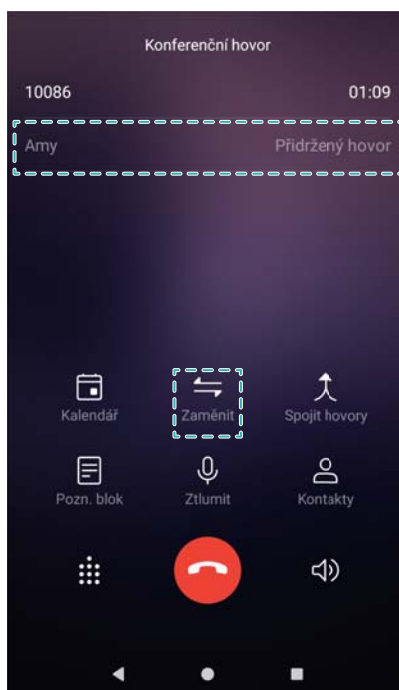 Konferenční hovor
10086 01:09
Amy Přidržený hovor
Kalendář Zaměnit Spojit hovory
Pozn. blok Ztlumit Kontakty